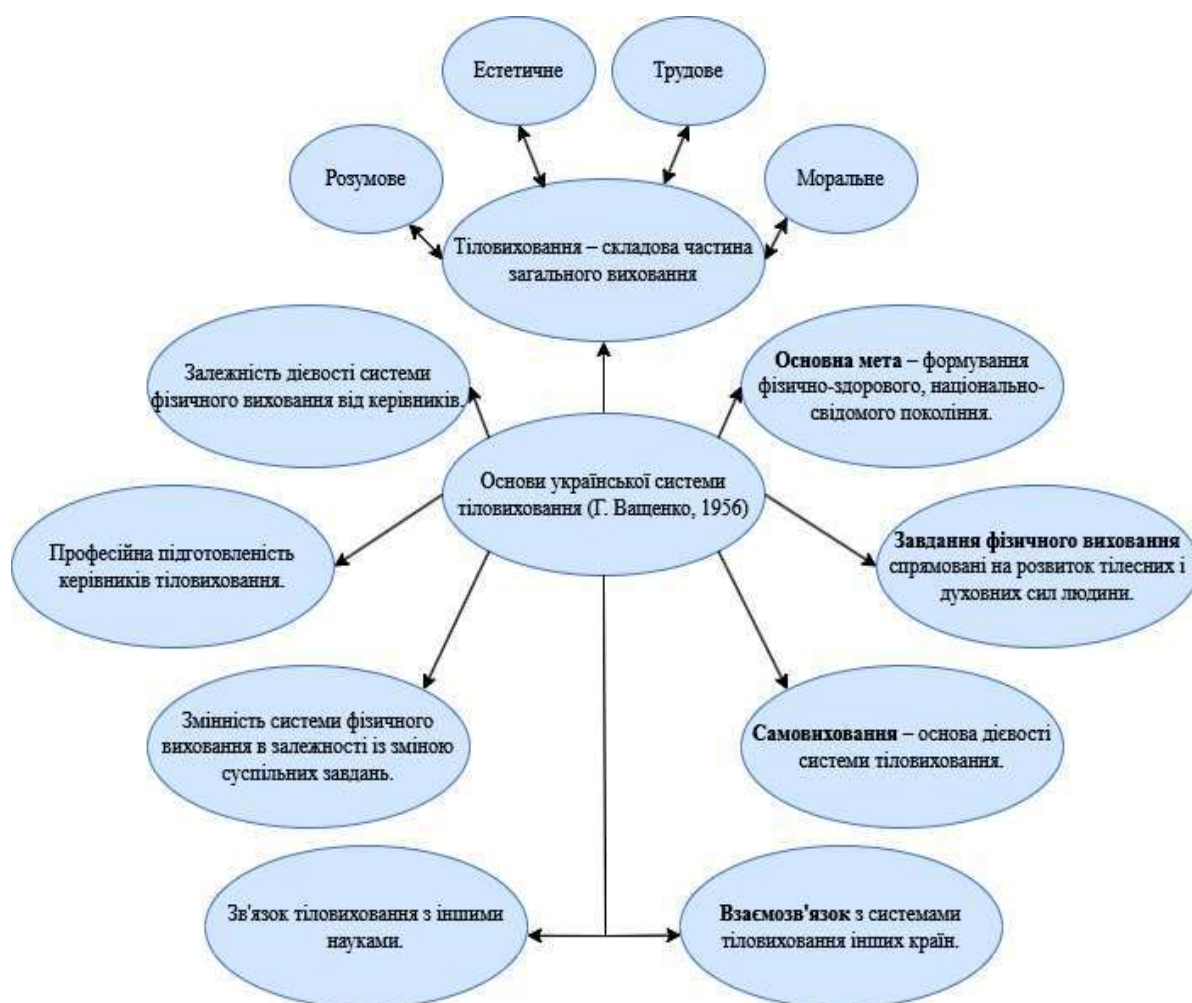 Естетичне
Трудове
Розумове
Моральне
Тіловиховання – складова частина
загального виховання
Залежність дієвості системи
фізичного виховання від керівників.
Основна мета – формування
фізично-здорового, національно-
свідомого покоління.
Основи української системи
тіловиховання (Г. Ващенко, 1956)
Професійна підготовленість
керівників тіловиховання.
Завдання фізичного виховання
спрямовані на розвиток тілесних і
духовних сил людини.
Змінність системи фізичного
виховання в залежності із зміною
суспільних завдань.
Самовиховання – основа дієвості
системи тіловиховання.
Зв'язок тіловиховання з іншими
науками.
Взаємозв'язок з системами
тіловиховання інших країн.